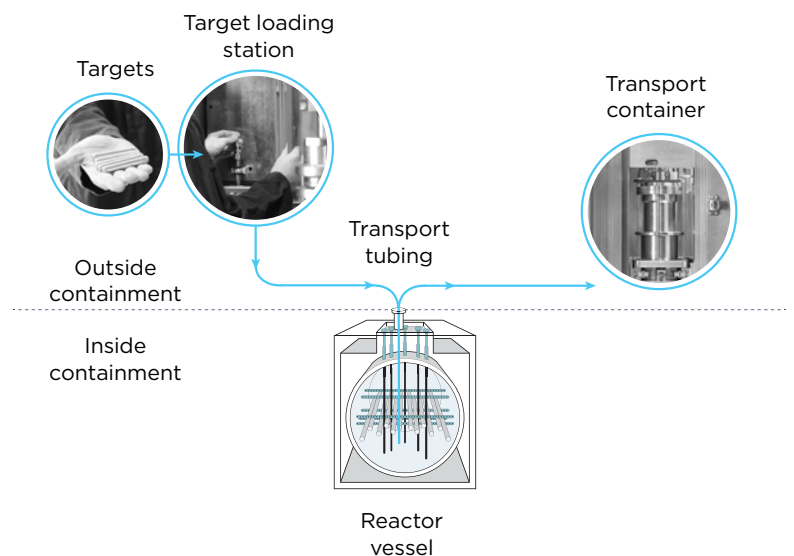 Targets
Target loading
station
Transport
container
Transport
tubing
Outside
containment
Inside
containment
Reactor
vessel